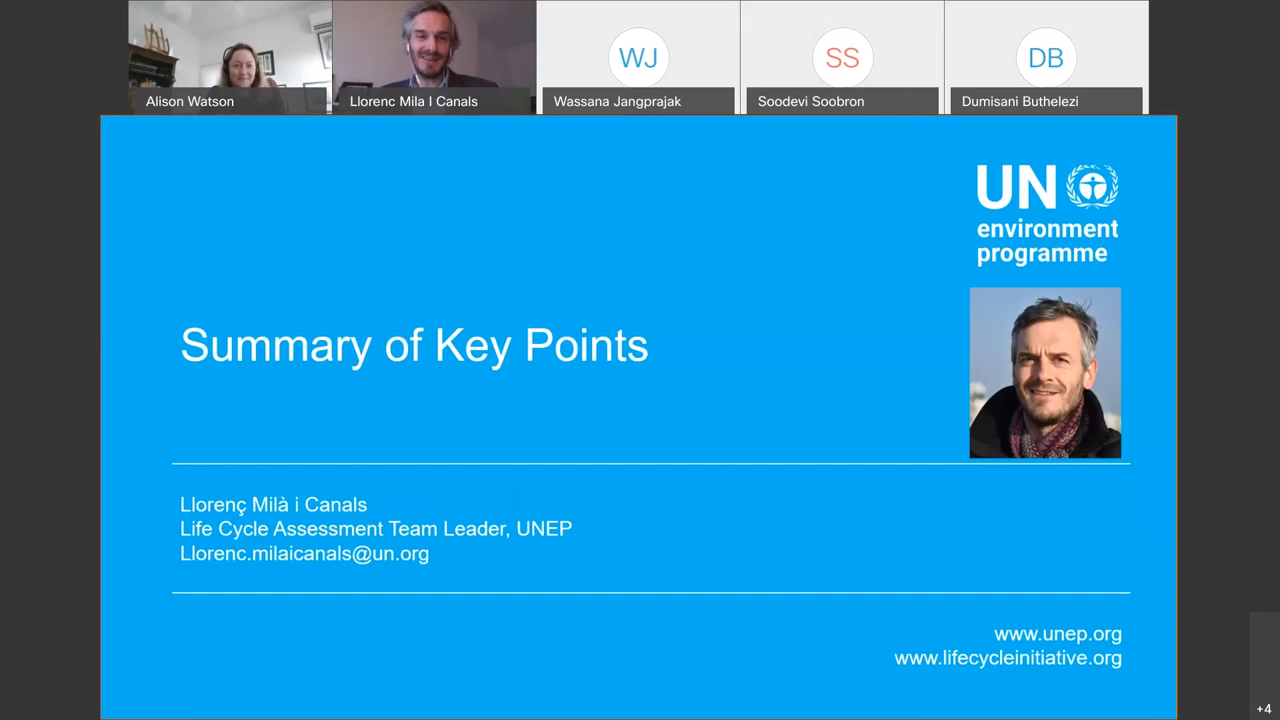 WJ
SS
DB
Alison Watson
Llorenc Mila I Canals
Wassana Jangprajak
Soodevi Soobron
Dumisani Buthelezi
UN
environment
programme
Summary of Key Points
Llorenç Milà i Canals
Life Cycle Assessment Team Leader, UNEP
Llorenc.milaicanals@un.org
www.unep.org
www.lifecycleinitiative.org
+4